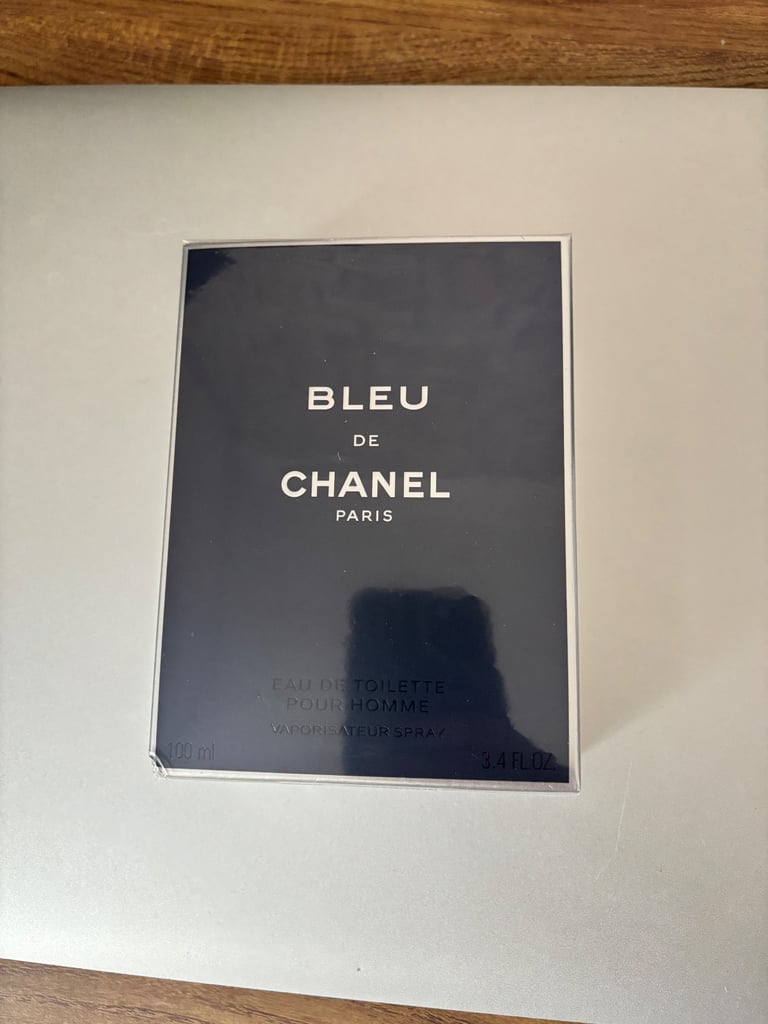 BLEU
DE
CHANEL
PARIS
EAU DE TOILETTE
POUR HOMME
VAPORISATEUR SPRAY
100 ml 3.4 FL.OZ.